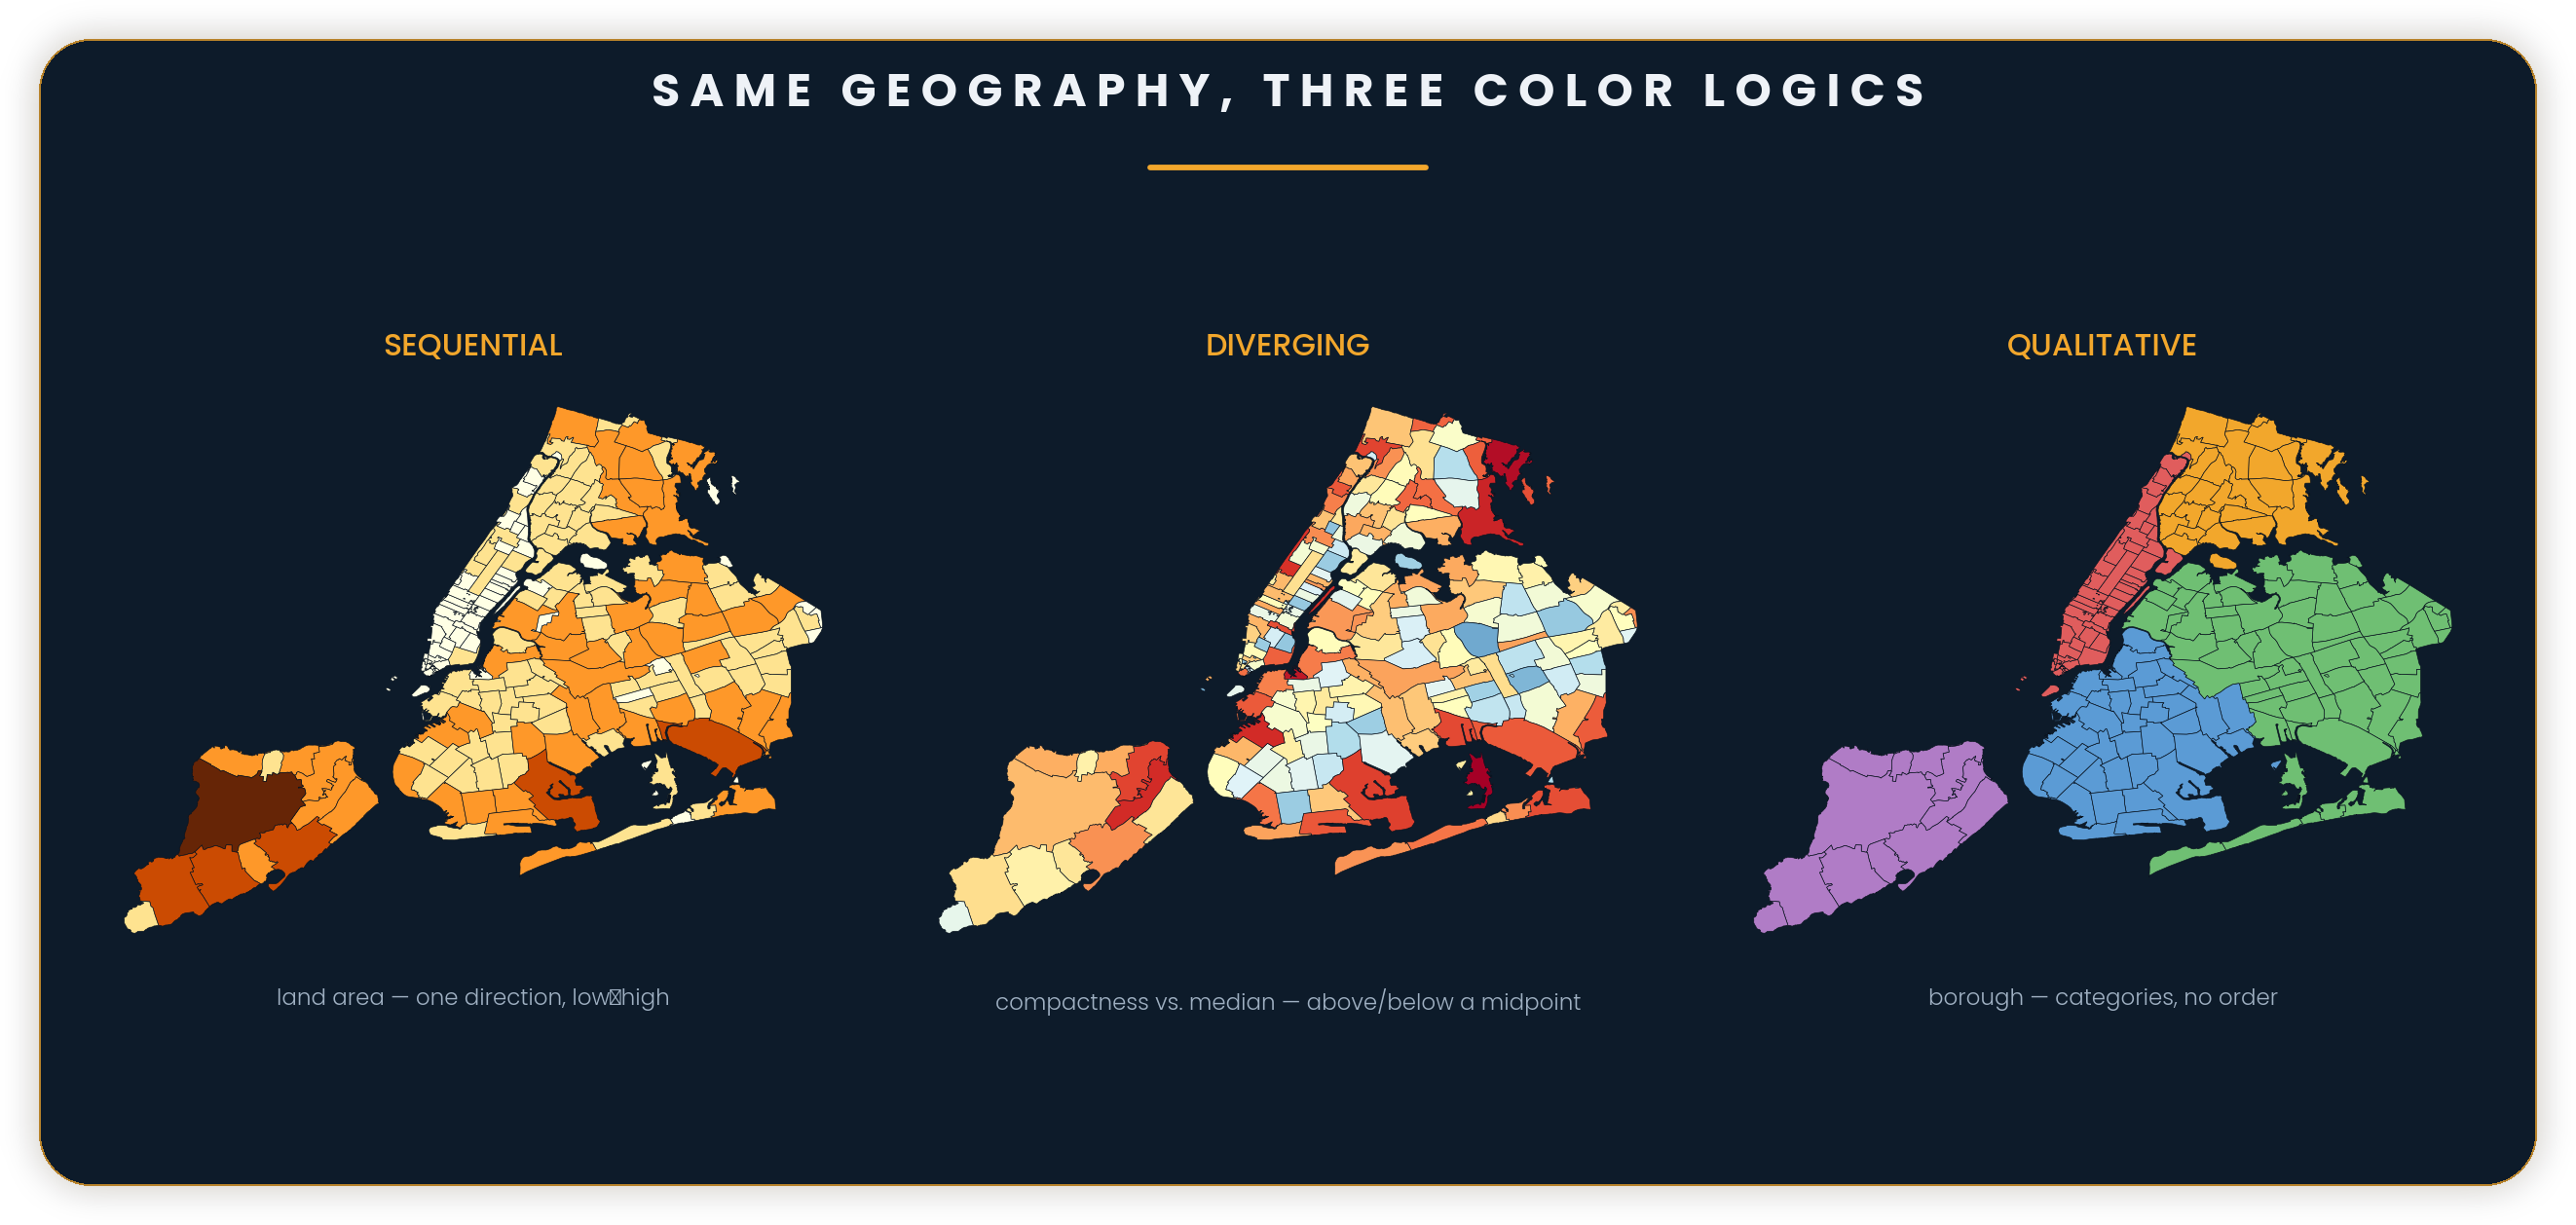 SAME GEOGRAPHY, THREE COLOR LOGICS
SEQUENTIAL
DIVERGING
QUALITATIVE
land area — one direction, low☒high
compactness vs. median — above/below a midpoint
borough — categories, no order